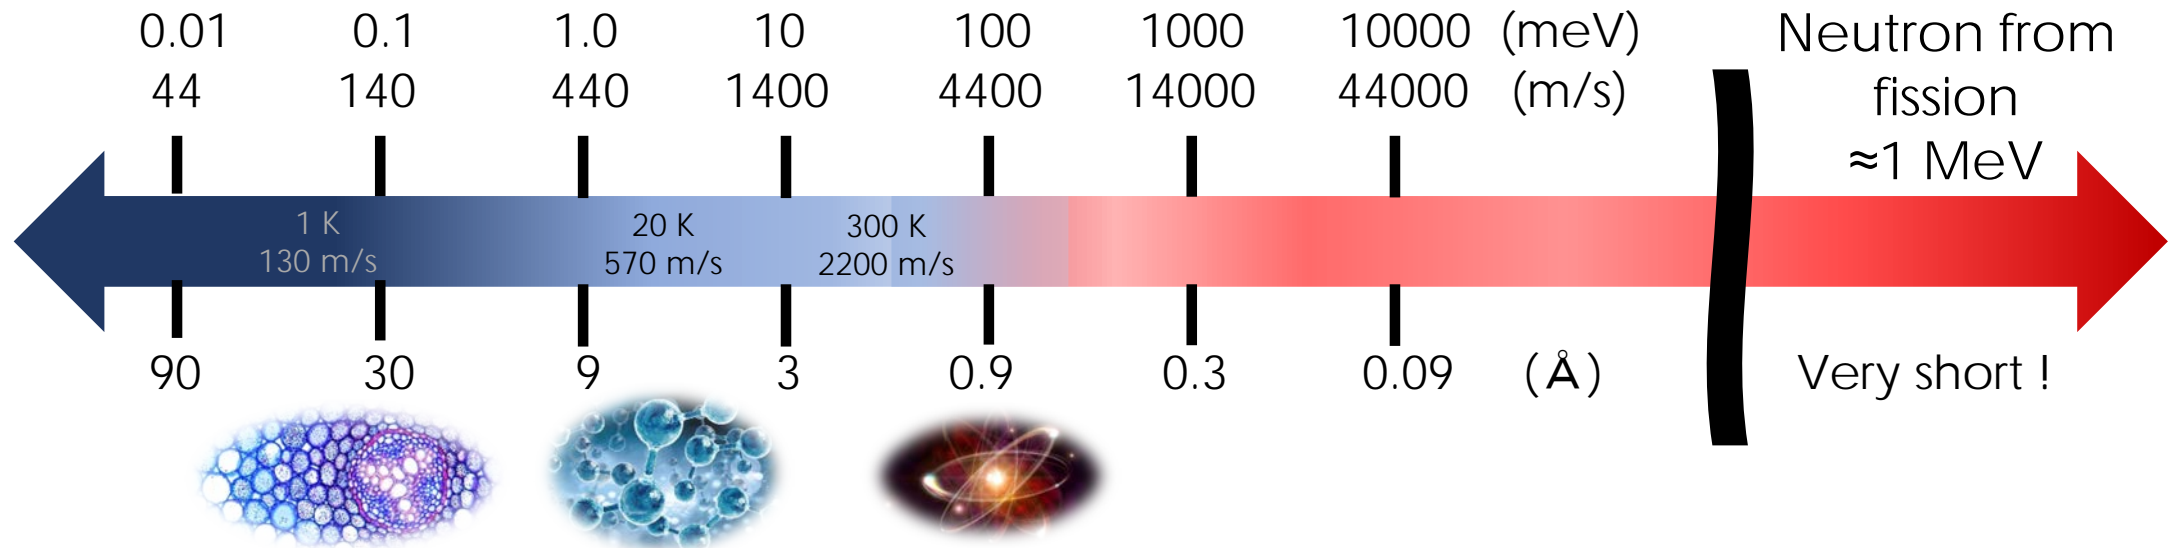 0.01 0.1 1.0 10 100 1000 10000 (meV)
44 140 440 1400 4400 14000 44000 (m/s)
Neutron from
fission
≈1 MeV
1 K
130 m/s
20 K
570 m/s
300 K
2200 m/s
90 30 9 3 0.9 0.3 0.09 (Å)
Very short !